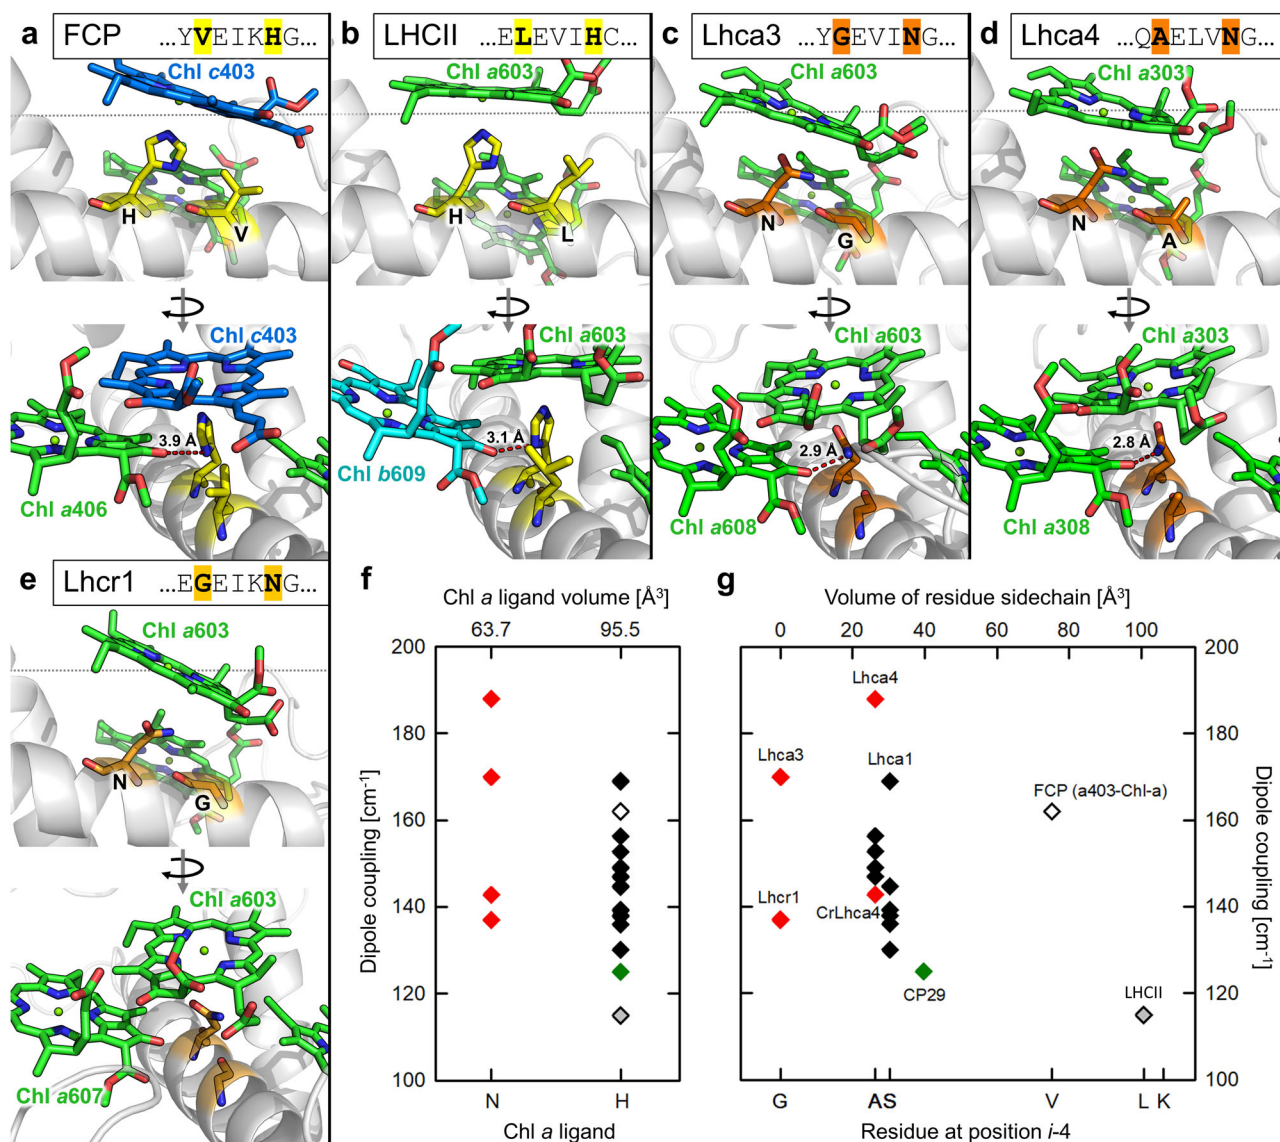 a FCP ...YVEIKHG...
Chl c403
H
V
Chl c403
3.9 Å
Chl a406
b LHCII ...ELEVIHC...
Chl a603
H
L
Chl a603
3.1 Å
Chl b609
c Lhca3 ...YGEVING...
Chl a603
N
G
Chl a603
2.9 Å
Chl a608
d Lhca4 ...QAELVNG...
Chl a303
N
A
Chl a303
2.8 Å
Chl a308
e Lhcr1 ...EGEIKNG...
Chl a603
N
G
Chl a603
Chl a607
f
Chl a ligand volume [Å³]
63.7 95.5
200
180
160
140
120
100
Dipole coupling [cm⁻¹]
N H
Chl a ligand
g
Volume of residue sidechain [Å³]
0 20 40 60 80 100
Lhca4
Lhca3
Lhca1
FCP (a403-Chl-a)
Lhcr1
CrLhca4
CP29
LHCII
200
180
160
140
120
100
Dipole coupling [cm⁻¹]
G A S V L K
Residue at position i-4